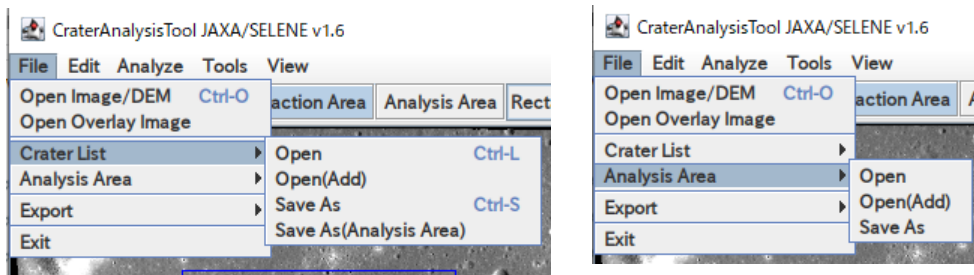 CraterAnalysisTool JAXA/SELENE v1.6
File Edit Analyze Tools View
Open Image/DEM Ctrl-O
action Area Analysis Area Rect
Open Overlay Image
Crater List
Open Ctrl-L
Analysis Area
Open(Add)
Export
Save As Ctrl-S
Save As(Analysis Area)
Exit
CraterAnalysisTool JAXA/SELENE v1.6
File Edit Analyze Tools View
Open Image/DEM Ctrl-O
action Area
Open Overlay Image
Crater List
Analysis Area
Open
Export
Open(Add)
Save As
Exit